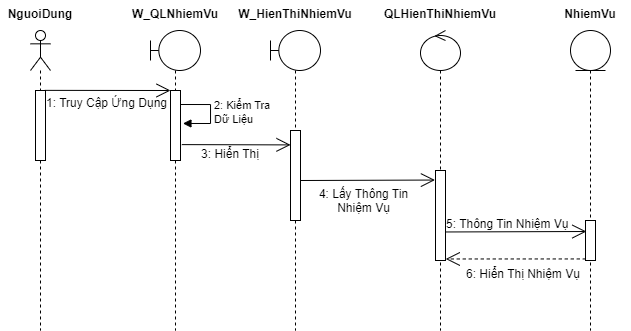 NguoiDung
W_QLNhiemVu
W_HienThiNhiemVu
QLHienThiNhiemVu
NhiemVu
1: Truy Cập Ứng Dụng
2: Kiểm Tra
Dữ Liệu
3: Hiển Thị
4: Lấy Thông Tin
Nhiệm Vụ
5: Thông Tin Nhiệm Vụ
6: Hiển Thị Nhiệm Vụ